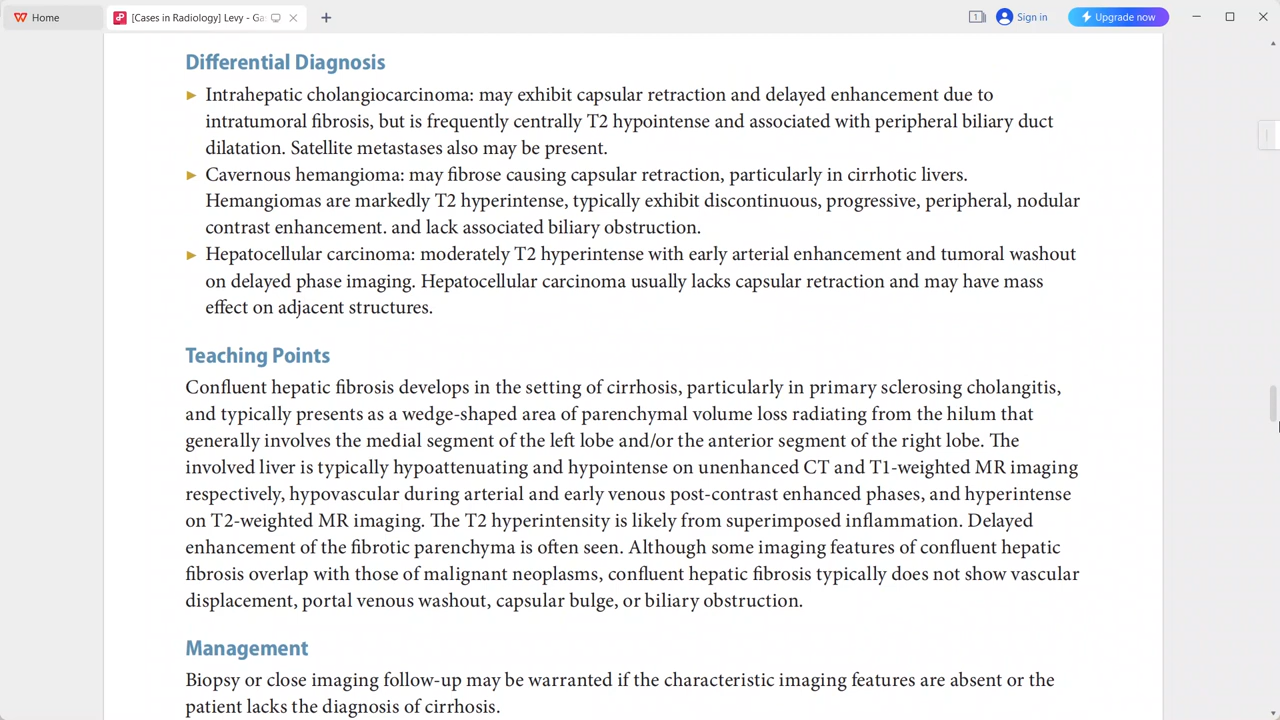 Home
[Cases in Radiology] Levy - Ga
1
Sign in
Upgrade now
Differential Diagnosis
► Intrahepatic cholangiocarcinoma: may exhibit capsular retraction and delayed enhancement due to
intratumoral fibrosis, but is frequently centrally T2 hypointense and associated with peripheral biliary duct
dilatation. Satellite metastases also may be present.
► Cavernous hemangioma: may fibrose causing capsular retraction, particularly in cirrhotic livers.
Hemangiomas are markedly T2 hyperintense, typically exhibit discontinuous, progressive, peripheral, nodular
contrast enhancement. and lack associated biliary obstruction.
► Hepatocellular carcinoma: moderately T2 hyperintense with early arterial enhancement and tumoral washout
on delayed phase imaging. Hepatocellular carcinoma usually lacks capsular retraction and may have mass
effect on adjacent structures.
Teaching Points
Confluent hepatic fibrosis develops in the setting of cirrhosis, particularly in primary sclerosing cholangitis,
and typically presents as a wedge-shaped area of parenchymal volume loss radiating from the hilum that
generally involves the medial segment of the left lobe and/or the anterior segment of the right lobe. The
involved liver is typically hypoattenuating and hypointense on unenhanced CT and T1-weighted MR imaging
respectively, hypovascular during arterial and early venous post-contrast enhanced phases, and hyperintense
on T2-weighted MR imaging. The T2 hyperintensity is likely from superimposed inflammation. Delayed
enhancement of the fibrotic parenchyma is often seen. Although some imaging features of confluent hepatic
fibrosis overlap with those of malignant neoplasms, confluent hepatic fibrosis typically does not show vascular
displacement, portal venous washout, capsular bulge, or biliary obstruction.
Management
Biopsy or close imaging follow-up may be warranted if the characteristic imaging features are absent or the
patient lacks the diagnosis of cirrhosis.